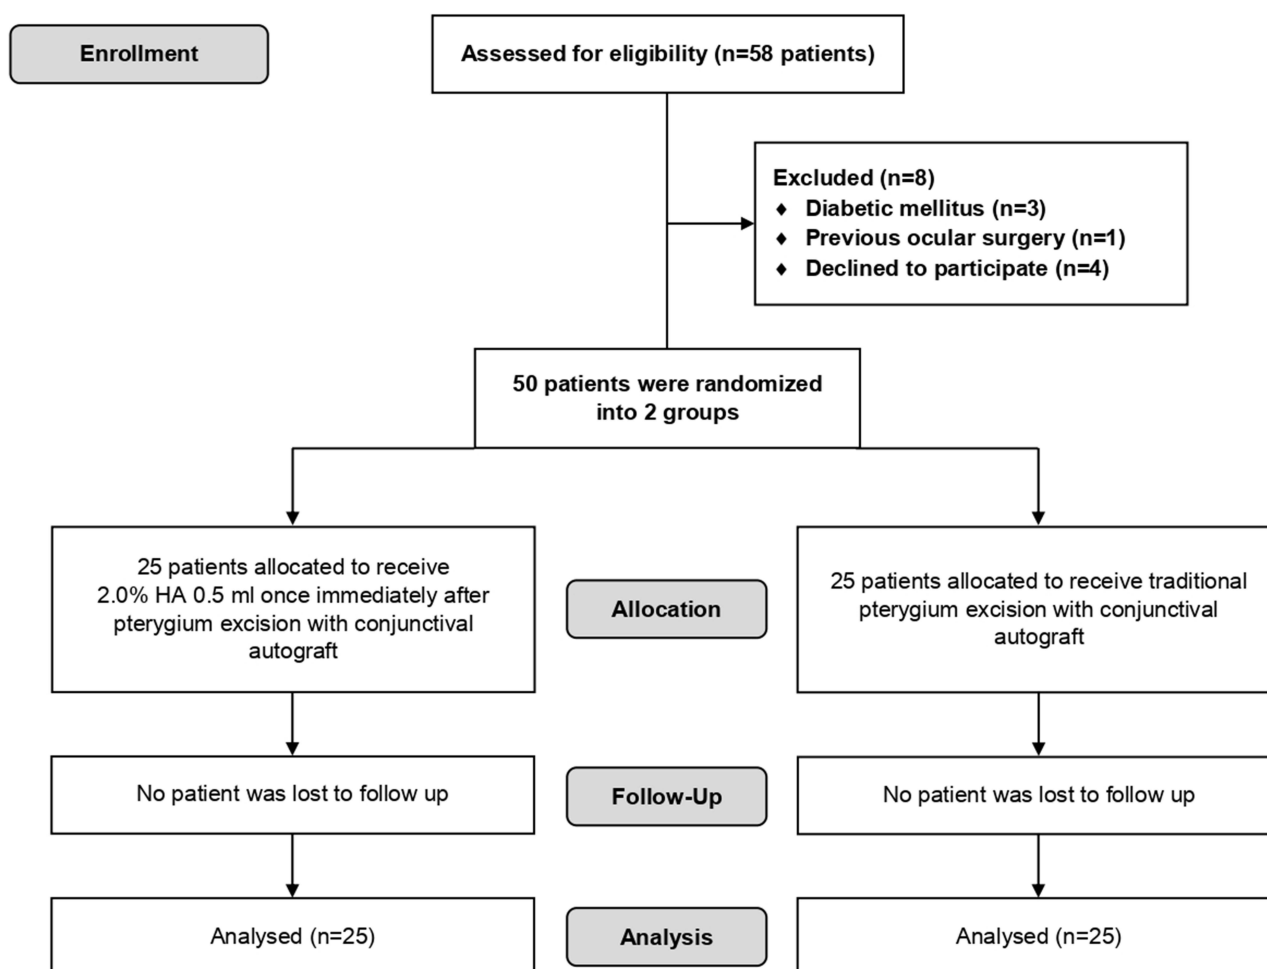 Enrollment
Assessed for eligibility (n=58 patients)
Excluded (n=8)
♦ Diabetic mellitus (n=3)
♦ Previous ocular surgery (n=1)
♦ Declined to participate (n=4)
50 patients were randomized
into 2 groups
25 patients allocated to receive
2.0% HA 0.5 ml once immediately after
pterygium excision with conjunctival
autograft
Allocation
25 patients allocated to receive traditional
pterygium excision with conjunctival
autograft
No patient was lost to follow up
Follow-Up
No patient was lost to follow up
Analysed (n=25)
Analysis
Analysed (n=25)